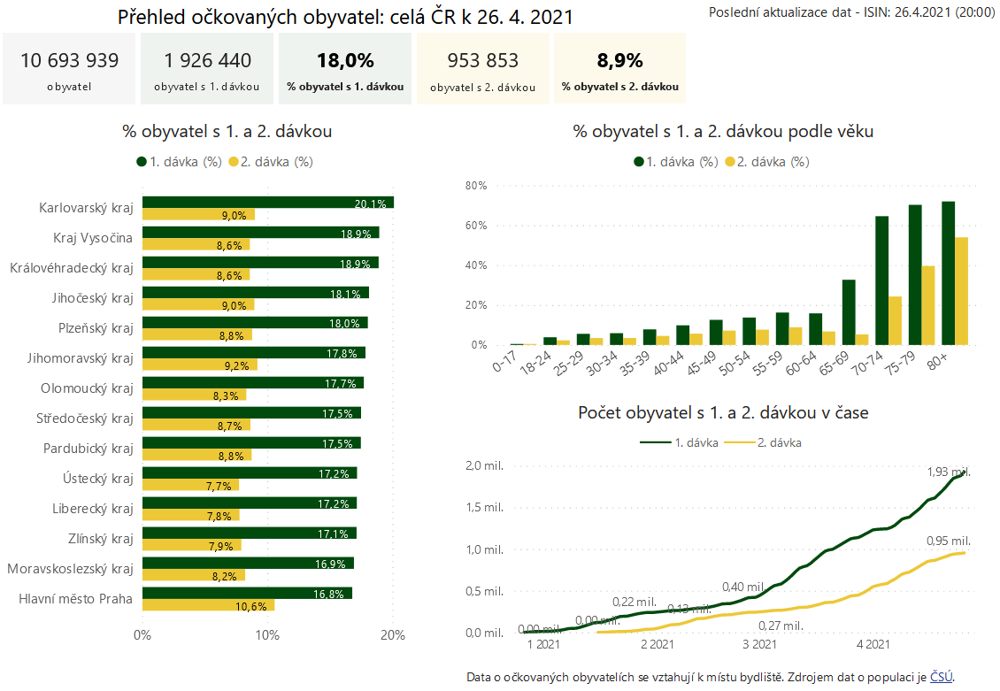 Přehled očkovaných obyvatel: celá ČR k 26. 4. 2021
Poslední aktualizace dat - ISIN: 26.4.2021 (20:00)
10 693 939
obyvatel
1 926 440
obyvatel s 1. dávkou
18,0%
% obyvatel s 1. dávkou
953 853
obyvatel s 2. dávkou
8,9%
% obyvatel s 2. dávkou
% obyvatel s 1. a 2. dávkou
1. dávka (%) 2. dávka (%)
Karlovarský kraj 20,1% 9,0%
Kraj Vysočina 18,9% 8,6%
Královéhradecký kraj 18,9% 8,6%
Jihočeský kraj 18,1% 9,0%
Plzeňský kraj 18,0% 8,8%
Jihomoravský kraj 17,8% 9,2%
Olomoucký kraj 17,7% 8,3%
Středočeský kraj 17,5% 8,7%
Pardubický kraj 17,5% 8,8%
Ústecký kraj 17,2% 7,7%
Liberecký kraj 17,2% 7,8%
Zlínský kraj 17,1% 7,9%
Moravskoslezský kraj 16,9% 8,2%
Hlavní město Praha 16,8% 10,6%
0% 10% 20%
% obyvatel s 1. a 2. dávkou podle věku
1. dávka (%) 2. dávka (%)
80%
60%
40%
20%
0%
0-17 18-24 25-29 30-34 35-39 40-44 45-49 50-54 55-59 60-64 65-69 70-74 75-79 80+
Počet obyvatel s 1. a 2. dávkou v čase
1. dávka 2. dávka
2,0 mil.
1,93 mil.
1,5 mil.
1,0 mil.
0,95 mil.
0,5 mil.
0,40 mil.
0,22 mil.
0,13 mil.
0,00 mil.
0,00 mil.
0,27 mil.
0,0 mil.
1 2021 2 2021 3 2021 4 2021
Data o očkovaných obyvatelích se vztahují k místu bydliště. Zdrojem dat o populaci je ČSÚ.